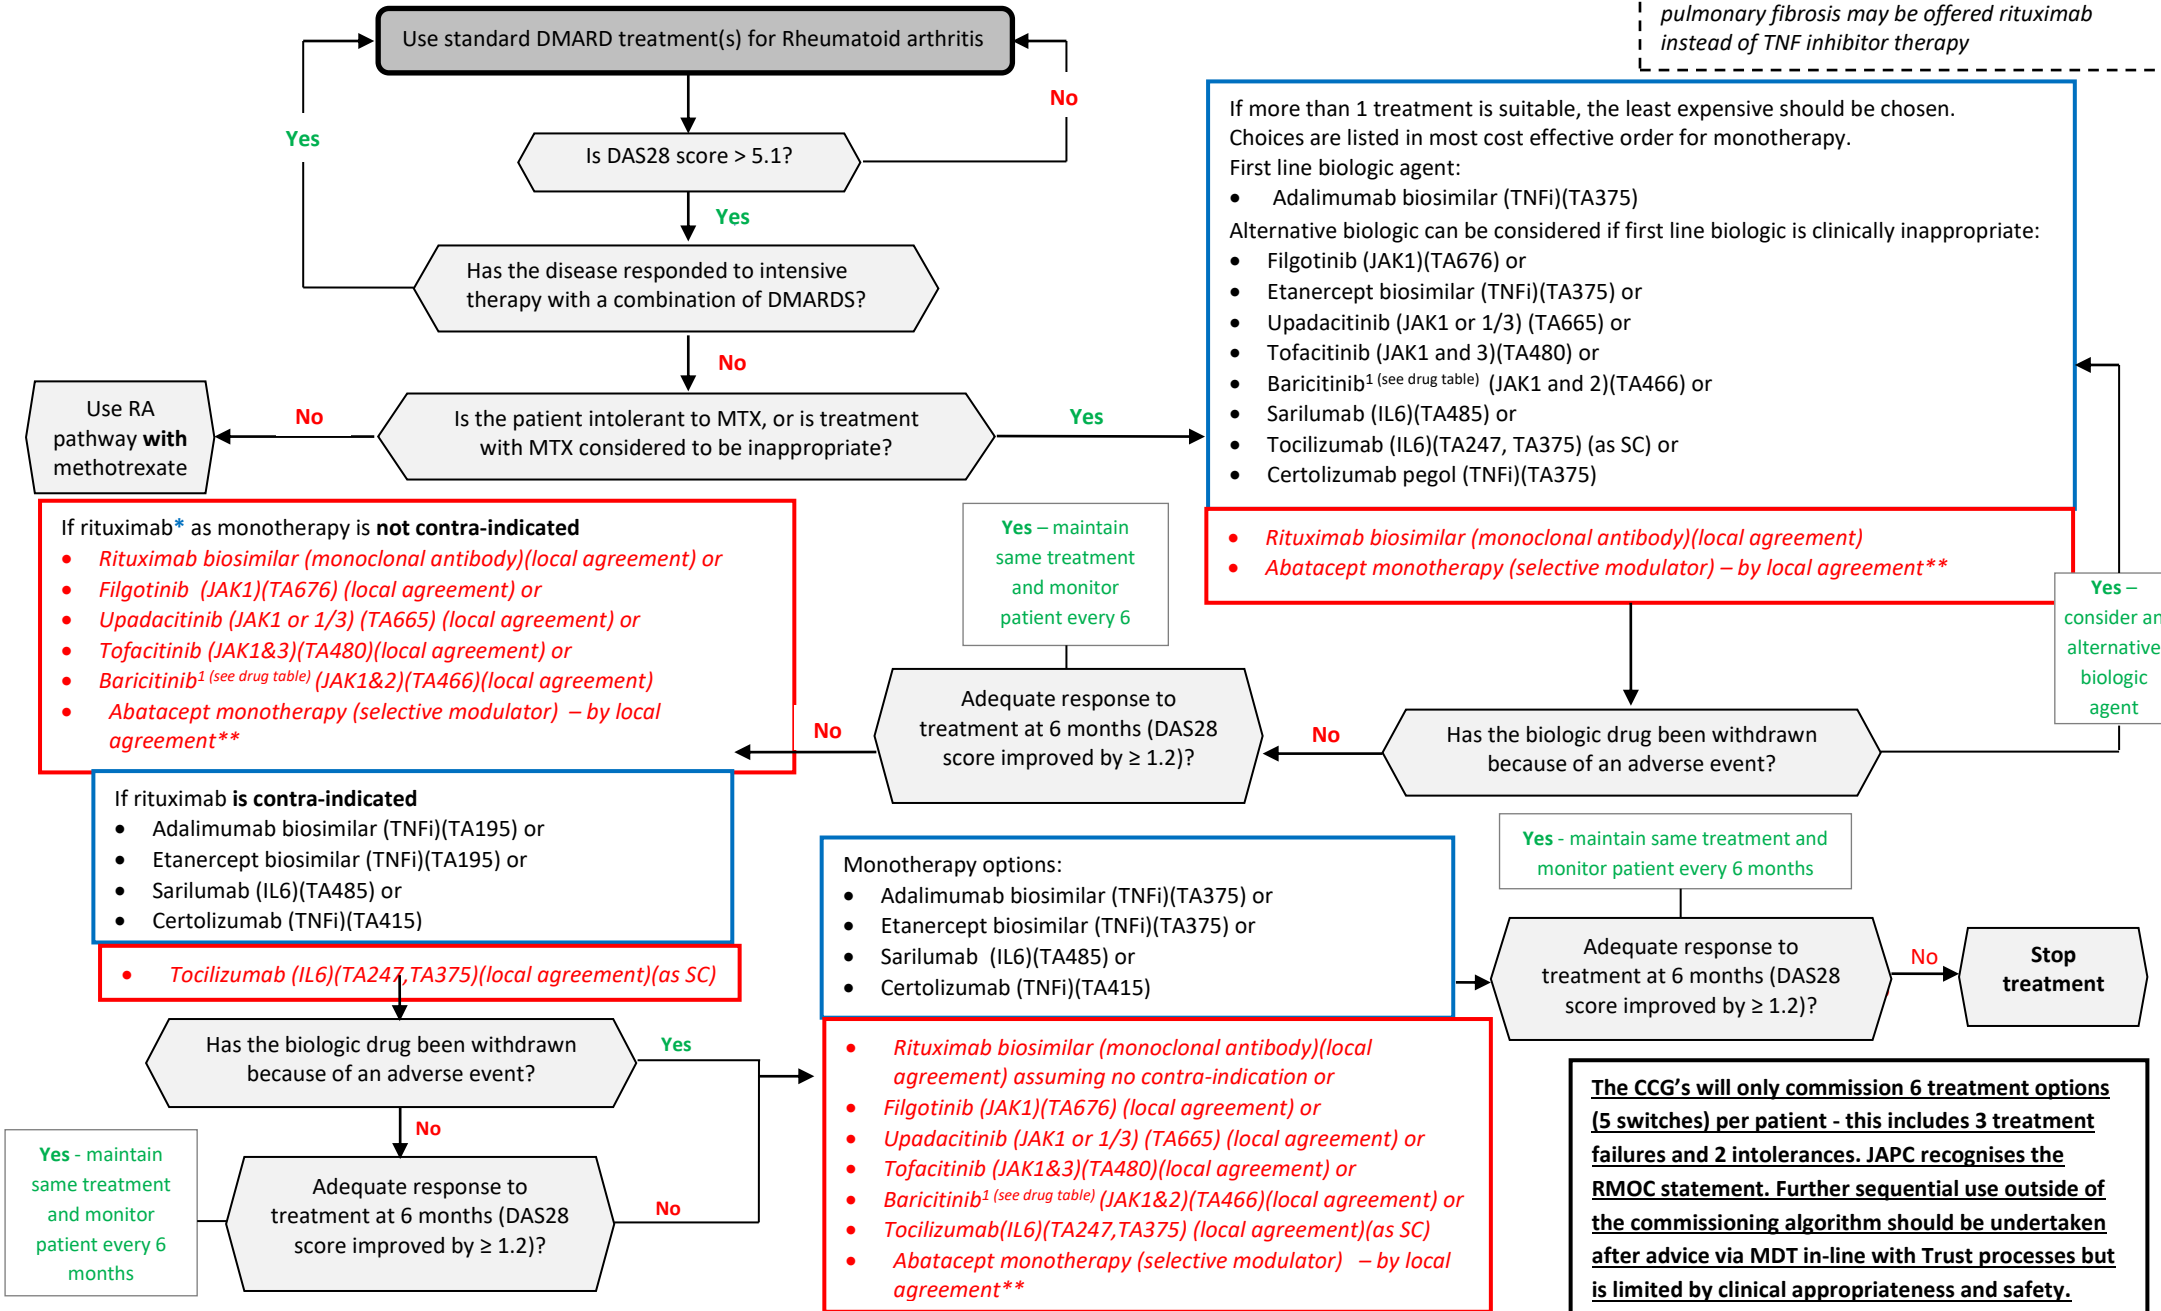 pulmonary fibrosis may be offered rituximab
instead of TNF inhibitor therapy
Use standard DMARD treatment(s) for Rheumatoid arthritis
Yes
No
Is DAS28 score > 5.1?
Yes
Has the disease responded to intensive
therapy with a combination of DMARDS?
No
Is the patient intolerant to MTX, or is treatment
with MTX considered to be inappropriate?
No
Yes
Use RA
pathway with
methotrexate
If more than 1 treatment is suitable, the least expensive should be chosen.
Choices are listed in most cost effective order for monotherapy.
First line biologic agent:
• Adalimumab biosimilar (TNFi)(TA375)
Alternative biologic can be considered if first line biologic is clinically inappropriate:
• Filgotinib (JAK1)(TA676) or
• Etanercept biosimilar (TNFi)(TA375) or
• Upadacitinib (JAK1 or 1/3) (TA665) or
• Tofacitinib (JAK1 and 3)(TA480) or
• Baricitinib1 (see drug table) (JAK1 and 2)(TA466) or
• Sarilumab (IL6)(TA485) or
• Tocilizumab (IL6)(TA247, TA375) (as SC) or
• Certolizumab pegol (TNFi)(TA375)
• Rituximab biosimilar (monoclonal antibody)(local agreement)
• Abatacept monotherapy (selective modulator) – by local agreement**
Yes –
consider an
alternative
biologic
agent
Has the biologic drug been withdrawn
because of an adverse event?
No
Yes – maintain
same treatment
and monitor
patient every 6
Adequate response to
treatment at 6 months (DAS28
score improved by ≥ 1.2)?
No
If rituximab* as monotherapy is not contra-indicated
• Rituximab biosimilar (monoclonal antibody)(local agreement) or
• Filgotinib (JAK1)(TA676) (local agreement) or
• Upadacitinib (JAK1 or 1/3) (TA665) (local agreement) or
• Tofacitinib (JAK1&3)(TA480)(local agreement) or
• Baricitinib1 (see drug table) (JAK1&2)(TA466)(local agreement)
• Abatacept monotherapy (selective modulator) – by local
agreement**
If rituximab is contra-indicated
• Adalimumab biosimilar (TNFi)(TA195) or
• Etanercept biosimilar (TNFi)(TA195) or
• Sarilumab (IL6)(TA485) or
• Certolizumab (TNFi)(TA415)
• Tocilizumab (IL6)(TA247,TA375)(local agreement)(as SC)
Has the biologic drug been withdrawn
because of an adverse event?
Yes
No
Yes - maintain
same treatment
and monitor
patient every 6
months
Adequate response to
treatment at 6 months (DAS28
score improved by ≥ 1.2)?
No
Monotherapy options:
• Adalimumab biosimilar (TNFi)(TA375) or
• Etanercept biosimilar (TNFi)(TA375) or
• Sarilumab (IL6)(TA485) or
• Certolizumab (TNFi)(TA415)
• Rituximab biosimilar (monoclonal antibody)(local
agreement) assuming no contra-indication or
• Filgotinib (JAK1)(TA676) (local agreement) or
• Upadacitinib (JAK1 or 1/3) (TA665) (local agreement) or
• Tofacitinib (JAK1&3)(TA480)(local agreement) or
• Baricitinib1 (see drug table) (JAK1&2)(TA466)(local agreement) or
• Tocilizumab(IL6)(TA247,TA375) (local agreement)(as SC)
• Abatacept monotherapy (selective modulator) – by local
agreement**
Yes - maintain same treatment and
monitor patient every 6 months
Adequate response to
treatment at 6 months (DAS28
score improved by ≥ 1.2)?
No
Stop
treatment
The CCG's will only commission 6 treatment options
(5 switches) per patient - this includes 3 treatment
failures and 2 intolerances. JAPC recognises the
RMOC statement. Further sequential use outside of
the commissioning algorithm should be undertaken
after advice via MDT in-line with Trust processes but
is limited by clinical appropriateness and safety.